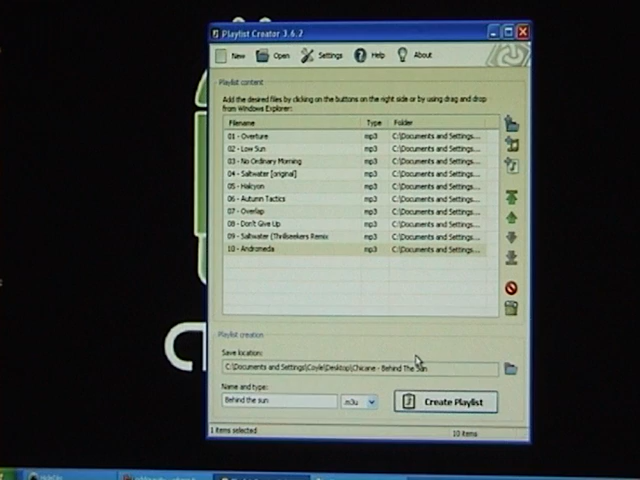 Playlist Creator 3.6.2
New Open Settings Help About
Playlist content
Add the desired files by clicking on the buttons on the right side or by using drag and drop
from Windows Explorer:
Filename Type Folder
01 - Overture mp3 C:\Documents and Settings...
02 - Low Sun mp3 C:\Documents and Settings...
03 - No Ordinary Morning mp3 C:\Documents and Settings...
04 - Saltwater [original] mp3 C:\Documents and Settings...
05 - Halcyon mp3 C:\Documents and Settings...
06 - Autumn Tactics mp3 C:\Documents and Settings...
07 - Overlap mp3 C:\Documents and Settings...
08 - Don't Give Up mp3 C:\Documents and Settings...
09 - Saltwater (Thrillseekers Remix mp3 C:\Documents and Settings...
10 - Andromeda mp3 C:\Documents and Settings...
Playlist creation
Save location:
C:\Documents and Settings\Coyle\Desktop\Chicane - Behind The Sun
Name and type:
Behind the sun .m3u Create Playlist
1 items selected 10 items